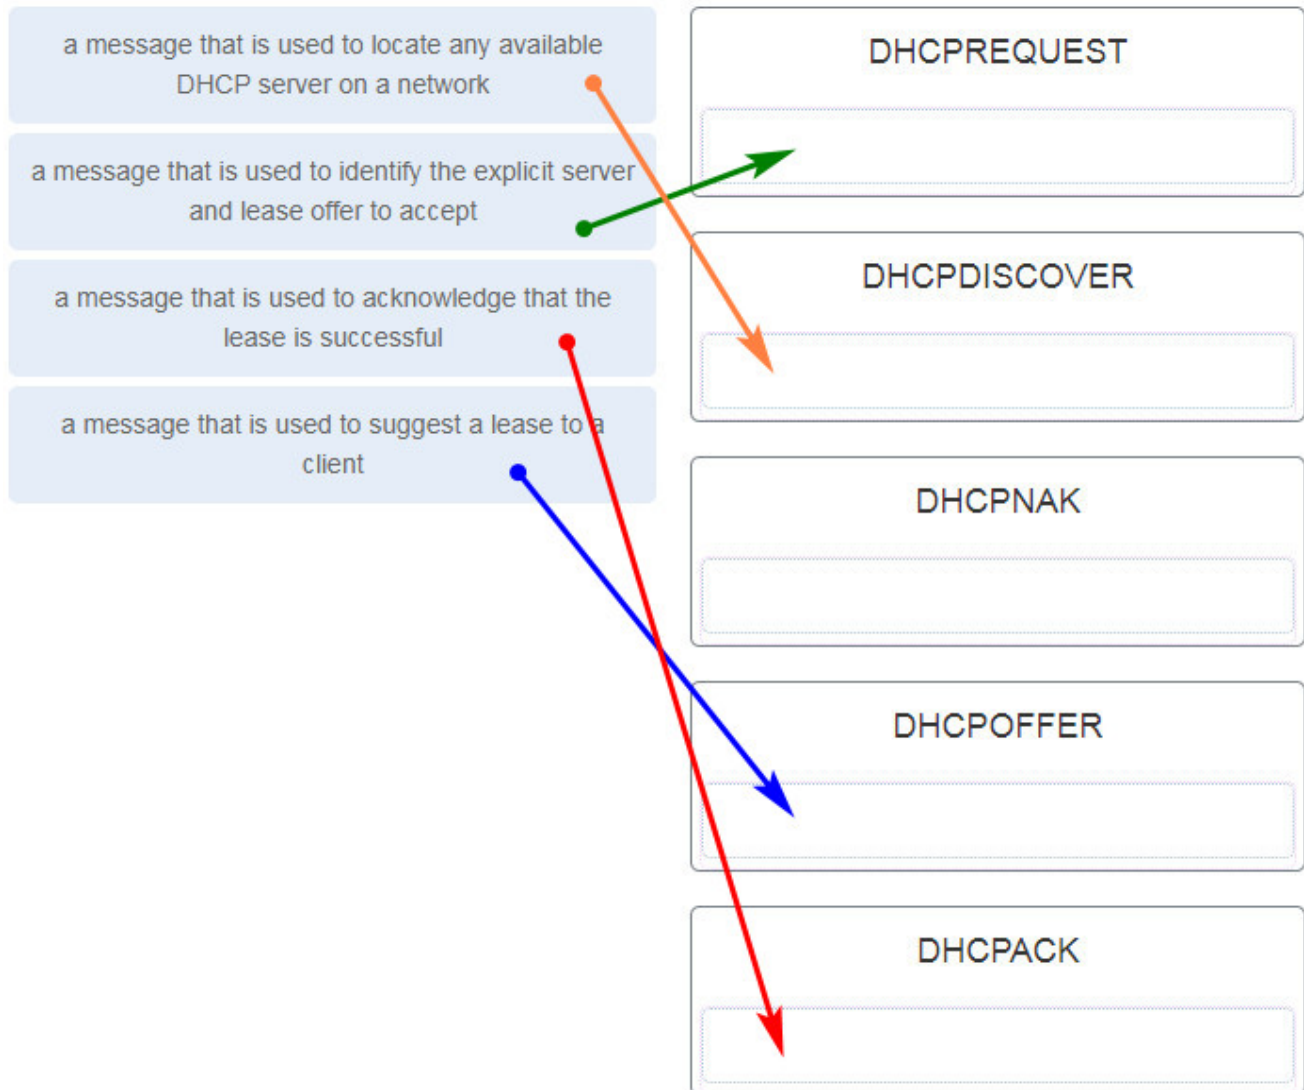 a message that is used to locate any available
DHCP server on a network
a message that is used to identify the explicit server
and lease offer to accept
a message that is used to acknowledge that the
lease is successful
a message that is used to suggest a lease to a
client
DHCPREQUEST
DHCPDISCOVER
DHCPNAK
DHCPOFFER
DHCPACK